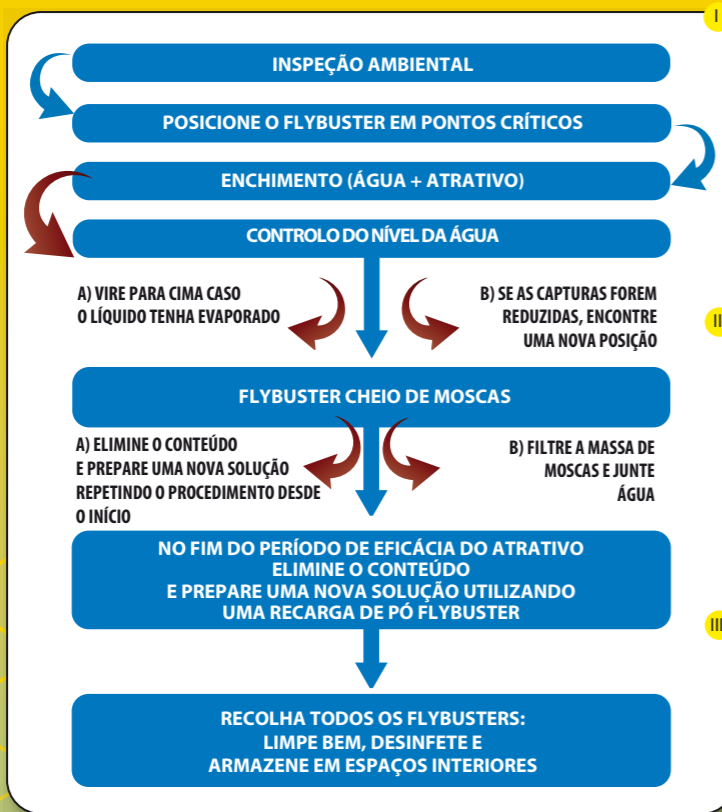 I
INSPEÇÃO AMBIENTAL
POSICIONE O FLYBUSTER EM PONTOS CRÍTICOS
ENCHIMENTO (ÁGUA + ATRATIVO)
CONTROLO DO NÍVEL DA ÁGUA
A) VIRE PARA CIMA CASO
O LÍQUIDO TENHA EVAPORADO
B) SE AS CAPTURAS FOREM
REDUZIDAS, ENCONTRE
UMA NOVA POSIÇÃO
II
FLYBUSTER CHEIO DE MOSCAS
A) ELIMINE O CONTEÚDO
E PREPARE UMA NOVA SOLUÇÃO
REPETINDO O PROCEDIMENTO DESDE
O INÍCIO
B) FILTRE A MASSA DE
MOSCAS E JUNTE
ÁGUA
NO FIM DO PERÍODO DE EFICÁCIA DO ATRATIVO
ELIMINE O CONTEÚDO
E PREPARE UMA NOVA SOLUÇÃO UTILIZANDO
UMA RECARGA DE PÓ FLYBUSTER
III
RECOLHA TODOS OS FLYBUSTERS:
LIMPE BEM, DESINFETE E
ARMAZENE EM ESPAÇOS INTERIORES